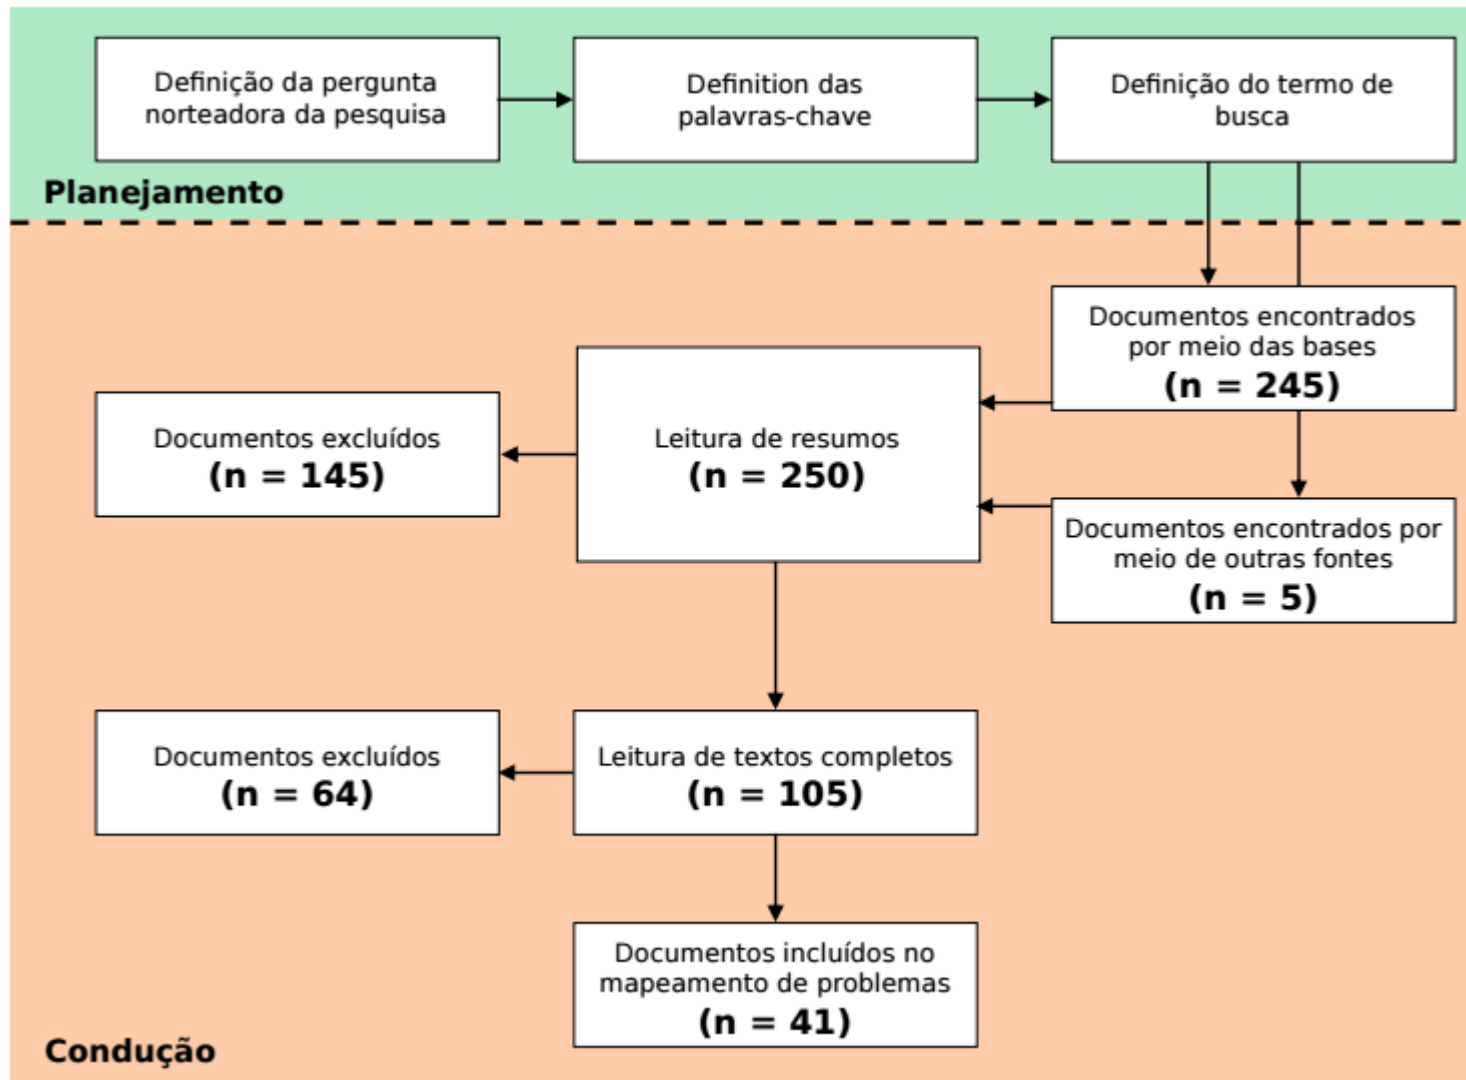 Definição da pergunta
norteadora da pesquisa
Definition das
palavras-chave
Definição do termo de
busca
Planejamento
Documentos encontrados
por meio das bases
(n = 245)
Leitura de resumos
(n = 250)
Documentos excluídos
(n = 145)
Documentos encontrados por
meio de outras fontes
(n = 5)
Documentos excluídos
(n = 64)
Leitura de textos completos
(n = 105)
Documentos incluídos no
mapeamento de problemas
(n = 41)
Condução